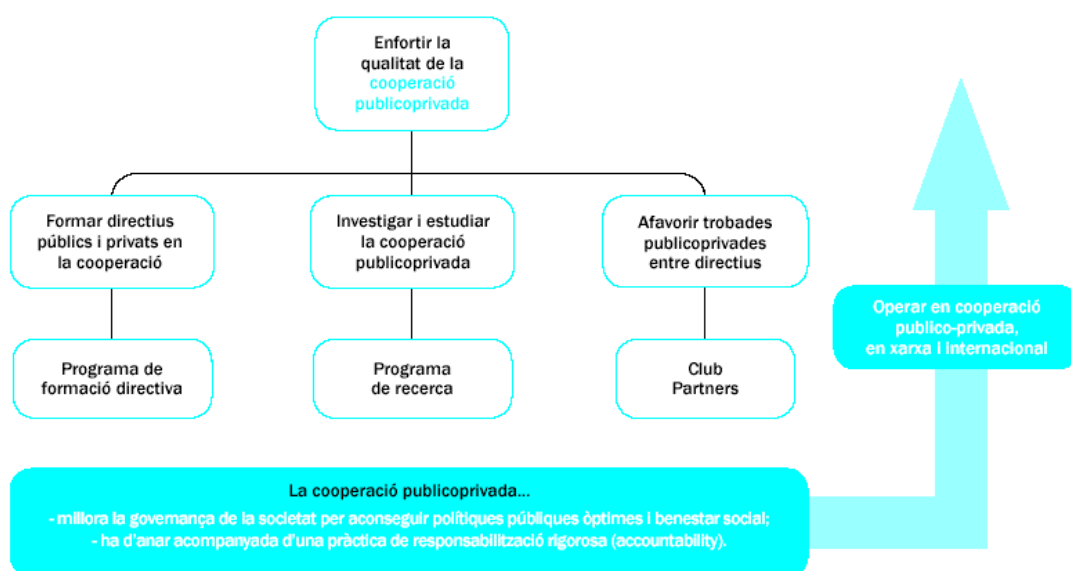 Enfortir la
qualitat de la
cooperació
publicoprivada
Formar directius
públics i privats en
la cooperació
Investigar i estudiar
la cooperació
publicoprivada
Afavorir trobades
publicoprivades
entre directius
Operar en cooperació
publico-privada,
en xarxa i internacional
Programa de
formació directiva
Programa
de recerca
Club
Partners
La cooperació publicoprivada...
- millora la governança de la societat per aconseguir polítiques públiques òptimes i benestar social;
- ha d'anar acompanyada d'una pràctica de responsabilització rigorosa (accountability).